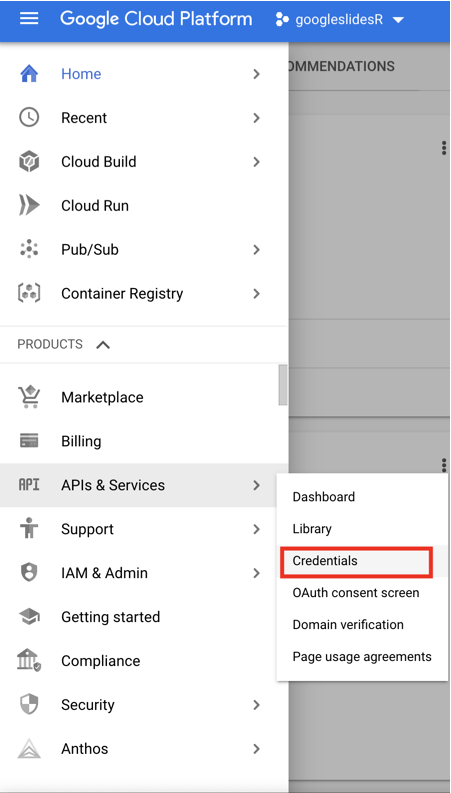 Google Cloud Platform googleslidesR
OMMENDATIONS
Home
Recent
Cloud Build
Cloud Run
Pub/Sub
Container Registry
PRODUCTS
Marketplace
Billing
API APIs & Services
Support
IAM & Admin
Getting started
Compliance
Security
Anthos
Dashboard
Library
Credentials
OAuth consent screen
Domain verification
Page usage agreements